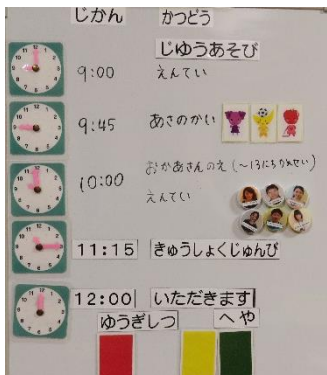 じかん かつどう
じゆうあそび
9:00 えんてい
9:45 あさのかい
おかあさんのえ(〜13にちかめせい)
10:00 えんてい
11:15 きゅうしょくじゅんび
12:00 いただきます
ゆうぎしつ へや